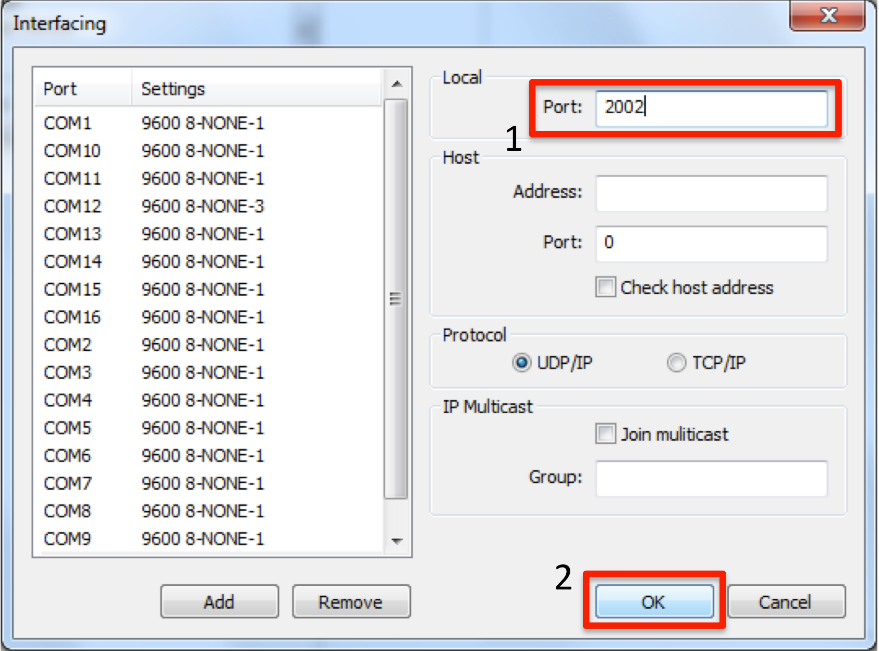 Interfacing
Port Settings
COM1 9600 8-NONE-1
COM10 9600 8-NONE-1
COM11 9600 8-NONE-1
COM12 9600 8-NONE-3
COM13 9600 8-NONE-1
COM14 9600 8-NONE-1
COM15 9600 8-NONE-1
COM16 9600 8-NONE-1
COM2 9600 8-NONE-1
COM3 9600 8-NONE-1
COM4 9600 8-NONE-1
COM5 9600 8-NONE-1
COM6 9600 8-NONE-1
COM7 9600 8-NONE-1
COM8 9600 8-NONE-1
COM9 9600 8-NONE-1
Add Remove
Local
Port: 2002
1
Host
Address:
Port: 0
Check host address
Protocol
UDP/IP TCP/IP
IP Multicast
Join muliticast
Group:
2
OK Cancel